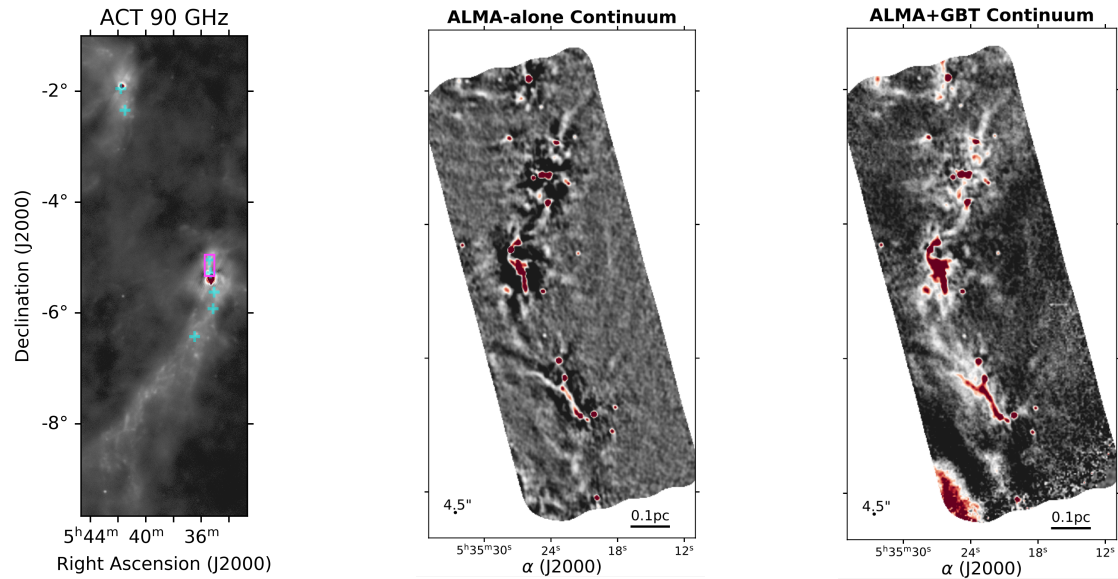 ACT 90 GHz
-2°
-4°
-6°
-8°
Declination (J2000)
5ʰ44ᵐ 40ᵐ 36ᵐ
Right Ascension (J2000)
ALMA-alone Continuum
4.5"
0.1pc
5ʰ35ᵐ30ˢ 24ˢ 18ˢ 12ˢ
α (J2000)
ALMA+GBT Continuum
4.5"
0.1pc
5ʰ35ᵐ30ˢ 24ˢ 18ˢ 12ˢ
α (J2000)